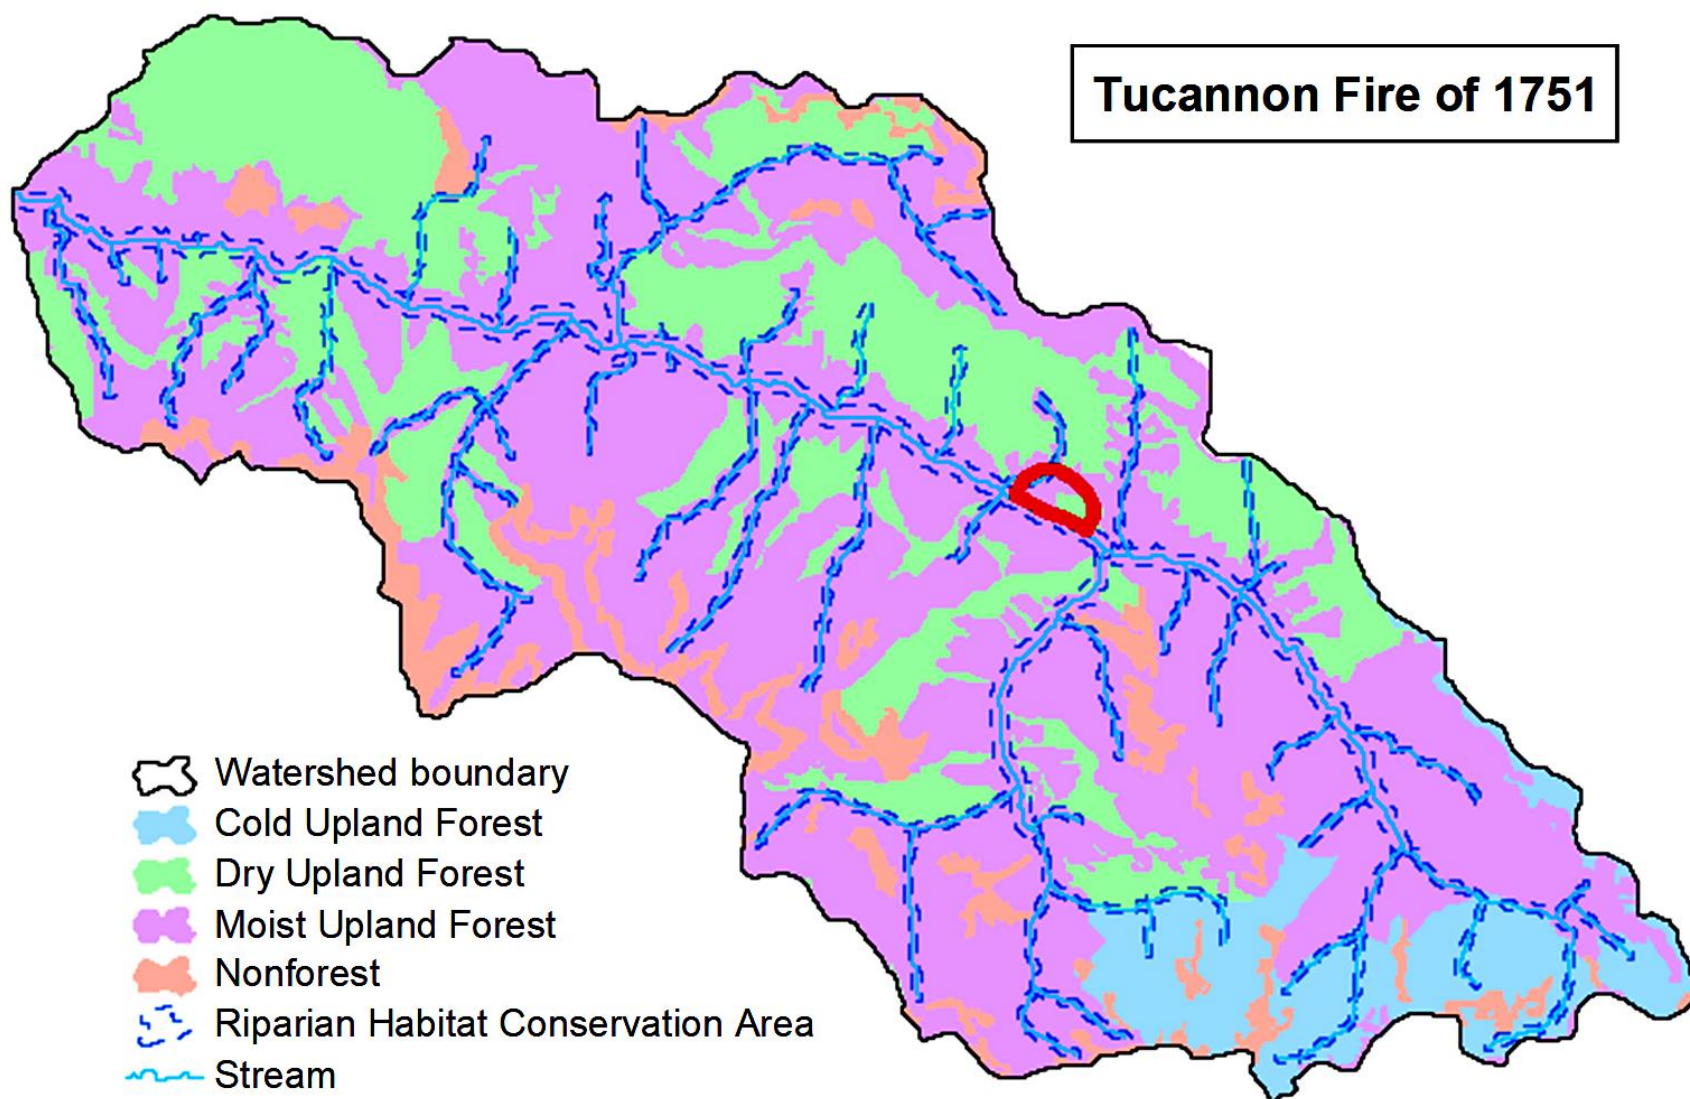 Tucannon Fire of 1751
Watershed boundary
Cold Upland Forest
Dry Upland Forest
Moist Upland Forest
Nonforest
Riparian Habitat Conservation Area
Stream